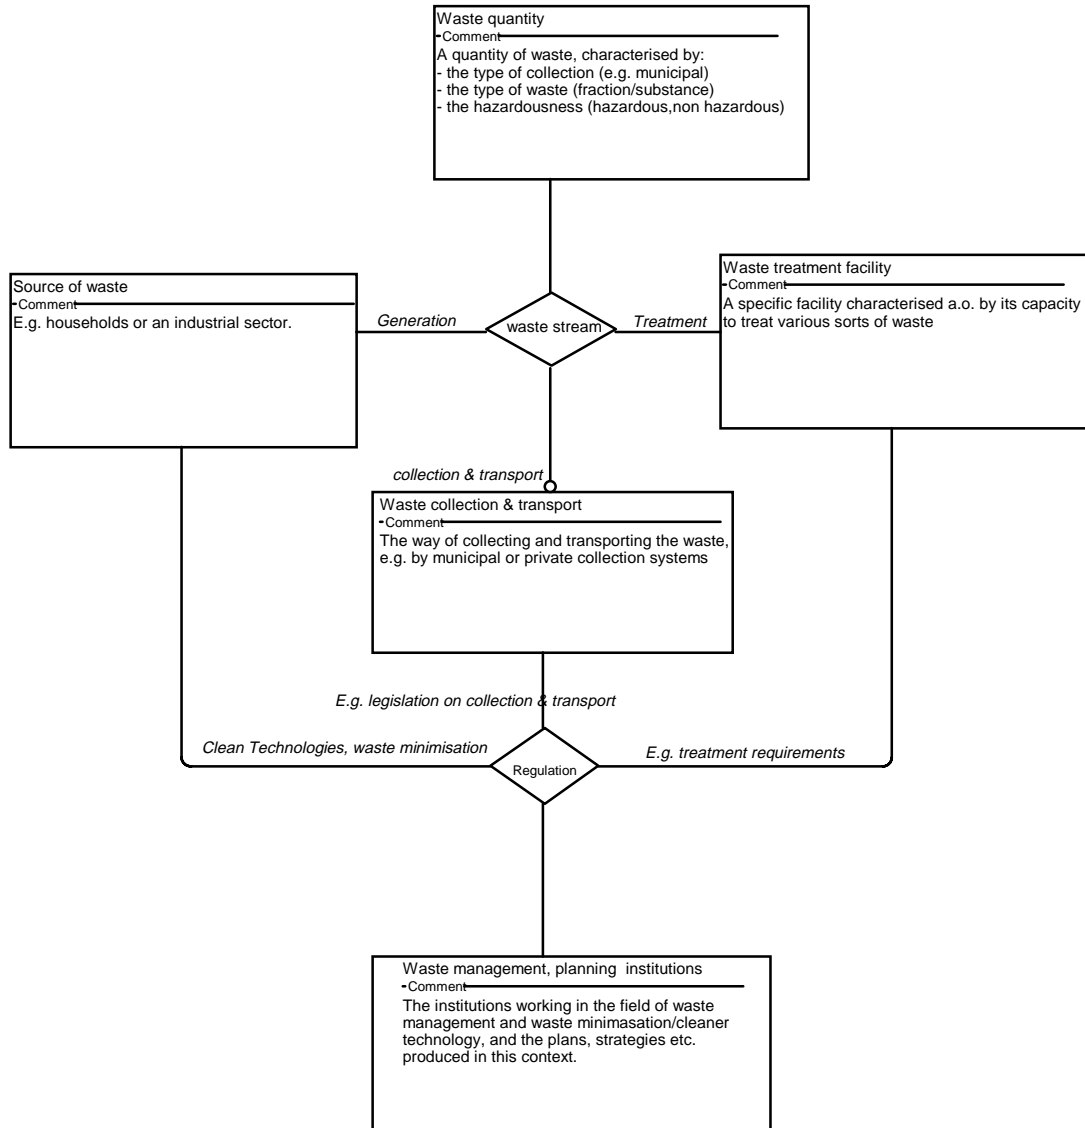 Waste quantity
Comment
A quantity of waste, characterised by:
- the type of collection (e.g. municipal)
- the type of waste (fraction/substance)
- the hazardousness (hazardous,non hazardous)
Source of waste
Comment
E.g. households or an industrial sector.
Generation
waste stream
Treatment
Waste treatment facility
Comment
A specific facility characterised a.o. by its capacity
to treat various sorts of waste
collection & transport
Waste collection & transport
Comment
The way of collecting and transporting the waste,
e.g. by municipal or private collection systems
E.g. legislation on collection & transport
Clean Technologies, waste minimisation
Regulation
E.g. treatment requirements
Waste management, planning  institutions
Comment
The institutions working in the field of waste
management and waste minimasation/cleaner
technology, and the plans, strategies etc.
produced in this context.